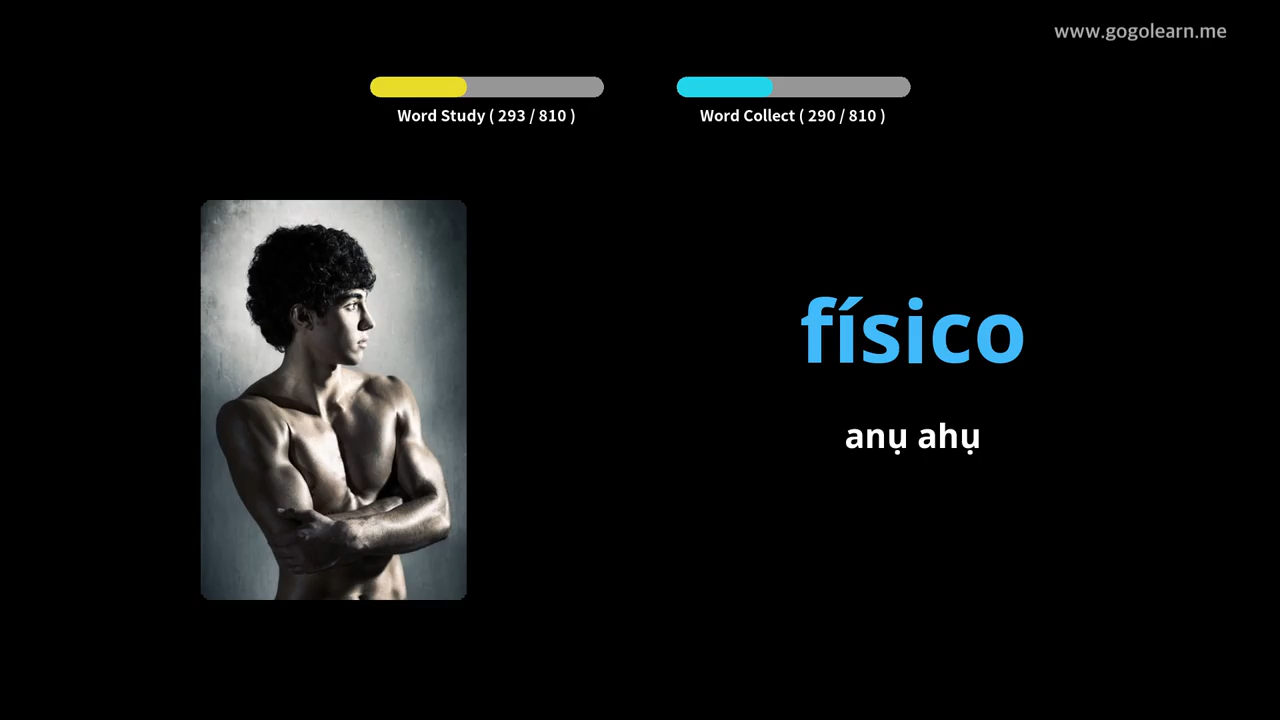 www.gogolearn.me
Word Study ( 293 / 810 )
Word Collect ( 290 / 810 )
físico
anụ ahụ